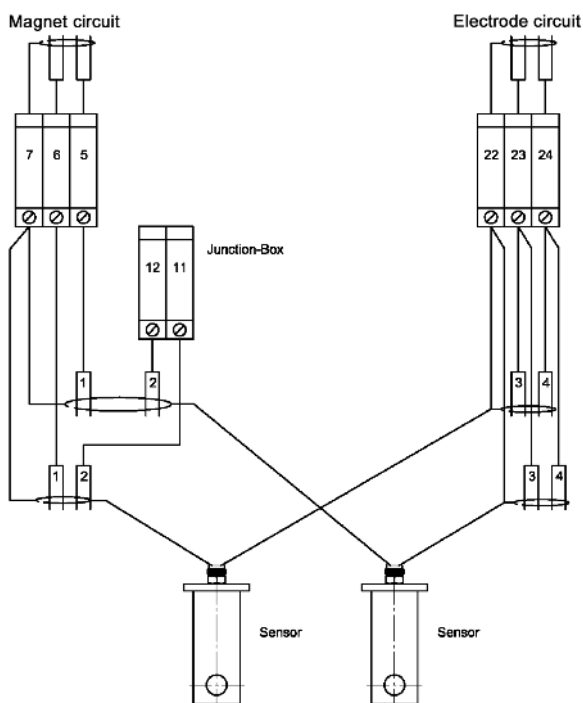 Magnet circuit
Electrode circuit
7 6 5
22 23 24
12 11
Junction-Box
1 2
3 4
1 2
3 4
Sensor
Sensor